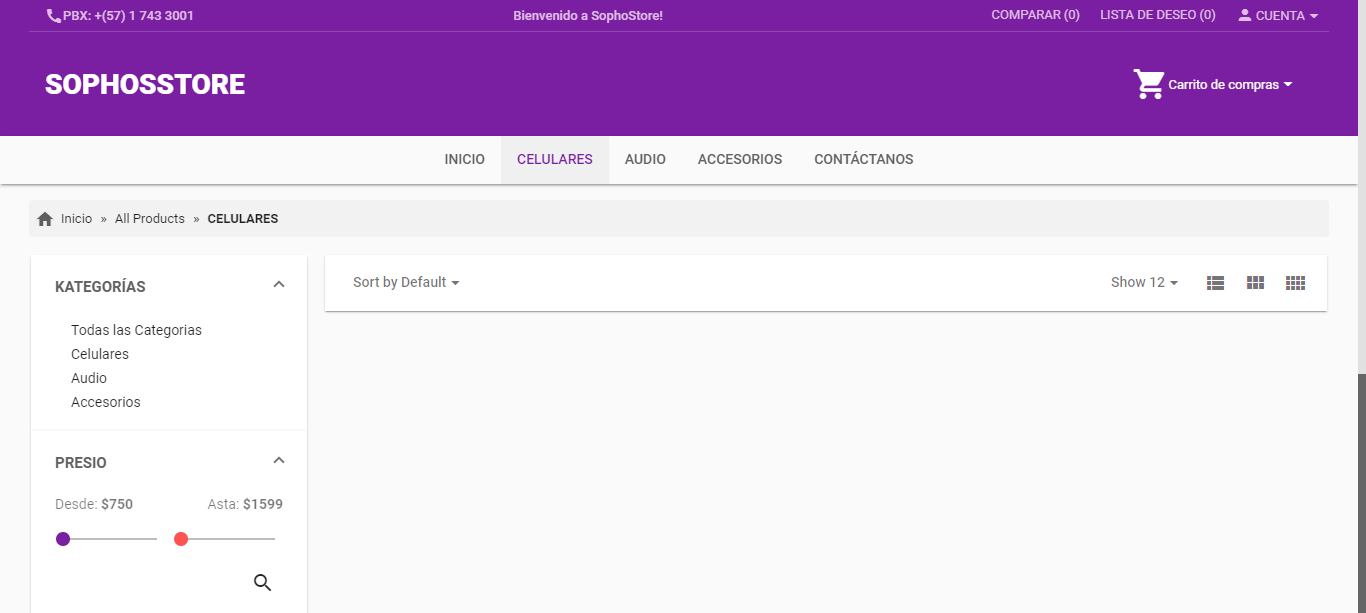 PBX: +(57) 1 743 3001
Bienvenido a SophoStore!
COMPARAR (0) LISTA DE DESEO (0) CUENTA
SOPHOSSTORE
Carrito de compras
INICIO CELULARES AUDIO ACCESORIOS CONTÁCTANOS
Inicio » All Products » CELULARES
KATEGORÍAS
Todas las Categorias
Celulares
Audio
Accesorios
PRESIO
Desde: $750 Asta: $1599
Sort by Default
Show 12